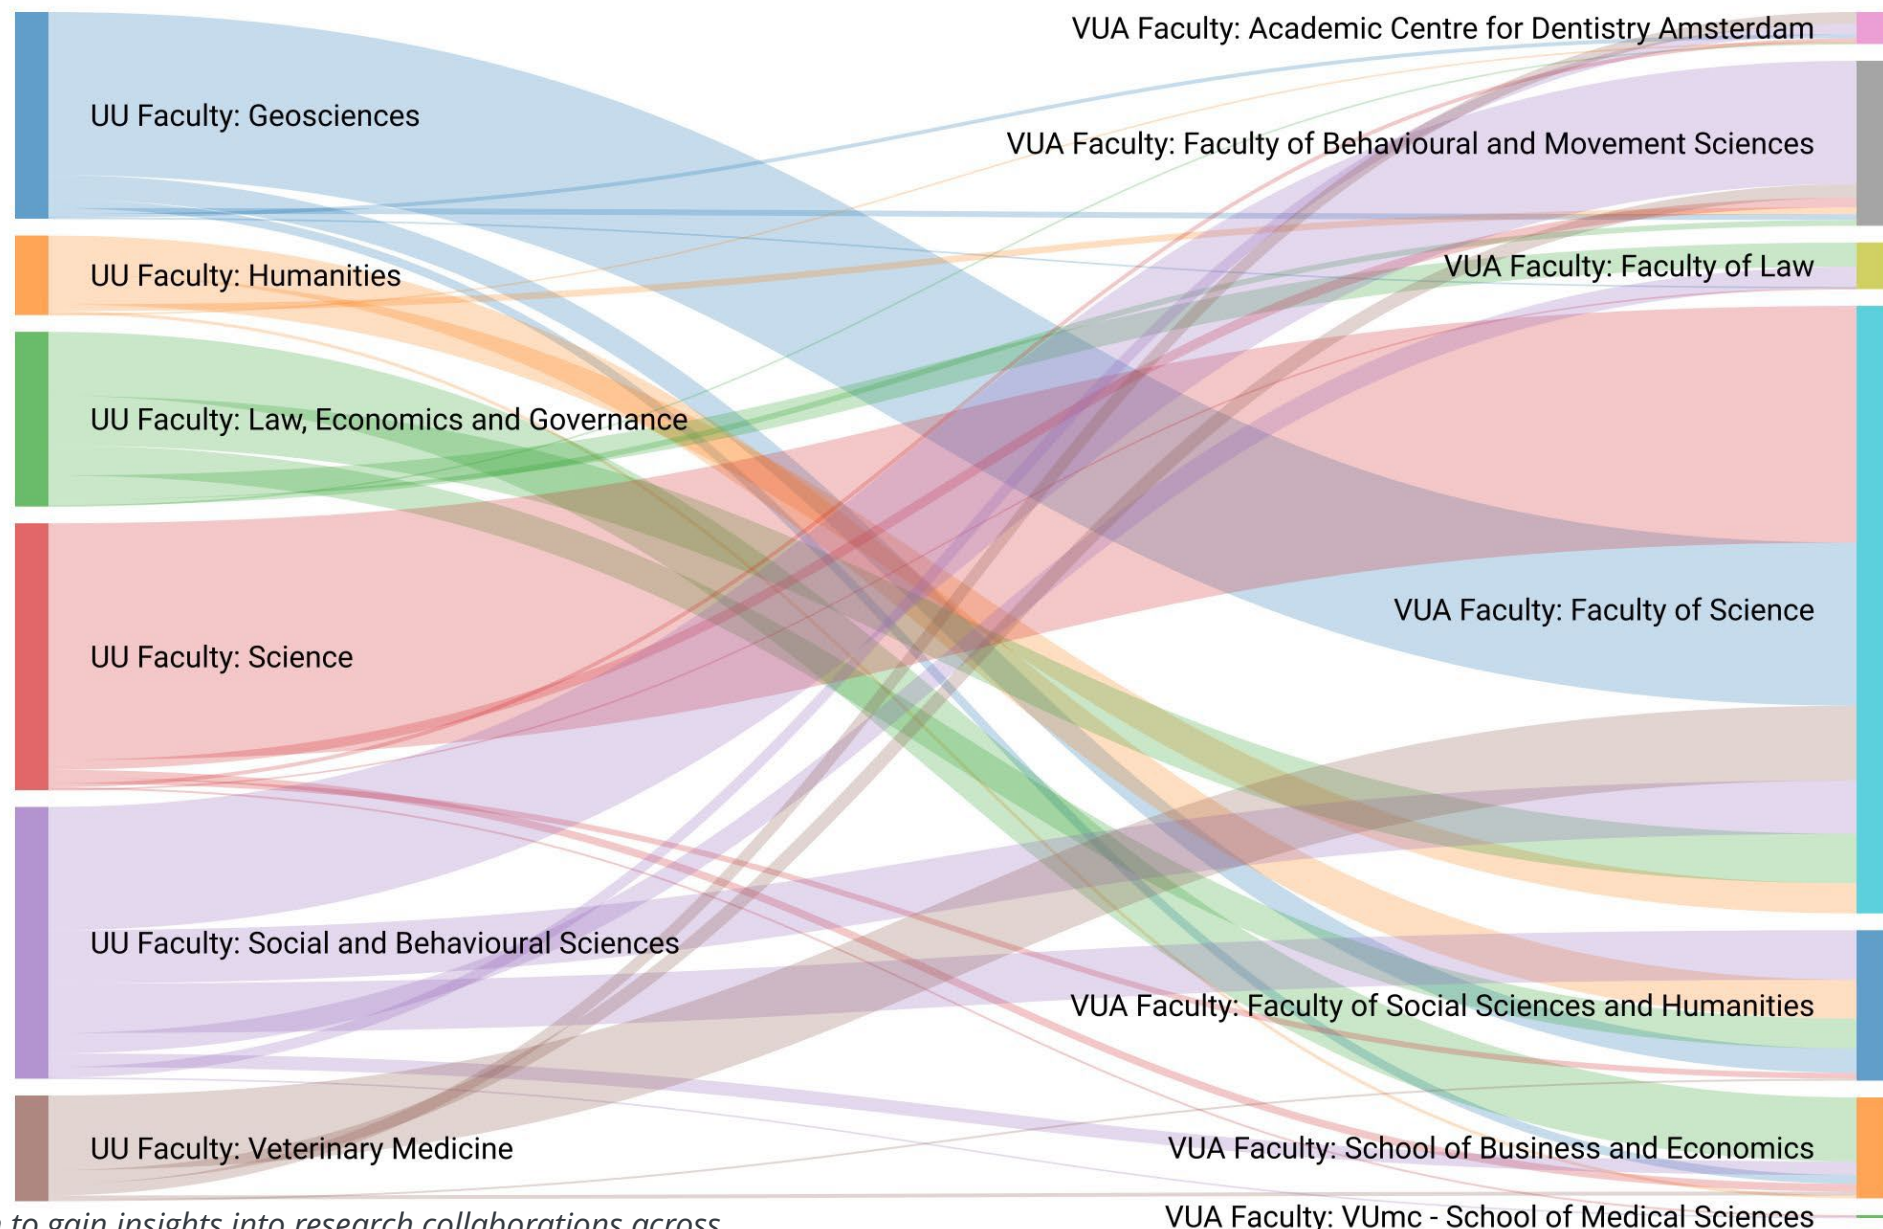 UU Faculty: Geosciences
UU Faculty: Humanities
UU Faculty: Law, Economics and Governance
UU Faculty: Science
UU Faculty: Social and Behavioural Sciences
UU Faculty: Veterinary Medicine
VUA Faculty: Academic Centre for Dentistry Amsterdam
VUA Faculty: Faculty of Behavioural and Movement Sciences
VUA Faculty: Faculty of Law
VUA Faculty: Faculty of Science
VUA Faculty: Faculty of Social Sciences and Humanities
VUA Faculty: School of Business and Economics
VUA Faculty: VUmc - School of Medical Sciences
to gain insights into research collaborations across